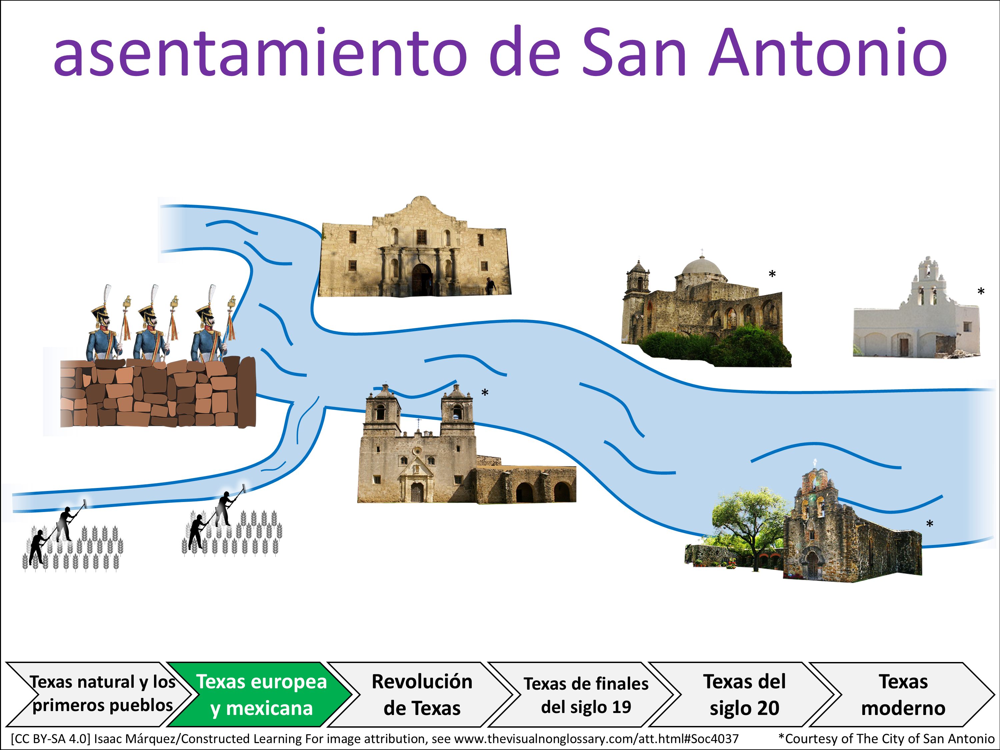 asentamiento de San Antonio
*
*
*
*
Texas natural y los
primeros pueblos
Texas europea
y mexicana
Revolución
de Texas
Texas de finales
del siglo 19
Texas del
siglo 20
Texas
moderno
[CC BY-SA 4.0] Isaac Márquez/Constructed Learning For image attribution, see www.thevisualnonglossary.com/att.html#Soc4037
*Courtesy of The City of San Antonio